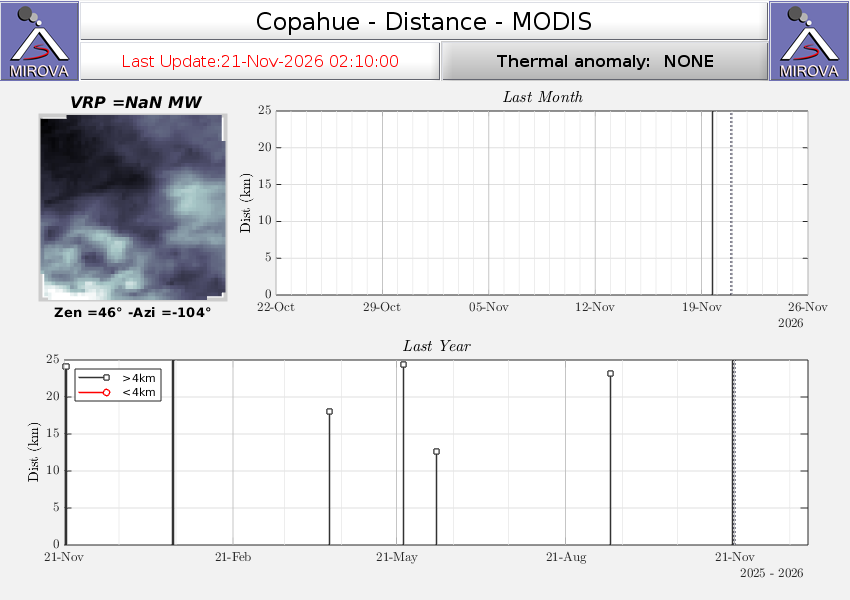 MIROVA
Copahue - Distance - MODIS
MIROVA
Last Update:21-Nov-2026 02:10:00
Thermal anomaly: NONE
VRP =NaN MW
Zen =46° -Azi =-104°
Last Month
Dist (km)
25
20
15
10
5
0
22-Oct
29-Oct
05-Nov
12-Nov
19-Nov
26-Nov
2026
Last Year
Dist (km)
25
20
15
10
5
0
>4km
<4km
21-Nov
21-Feb
21-May
21-Aug
21-Nov
2025 - 2026